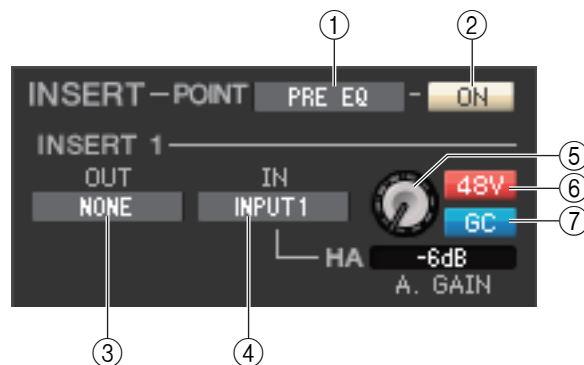 ① ②
INSERT – POINT PRE EQ - ON
INSERT 1
⑤
OUT IN 48V ⑥
NONE INPUT1 GC ⑦
HA -6dB
A. GAIN
③ ④